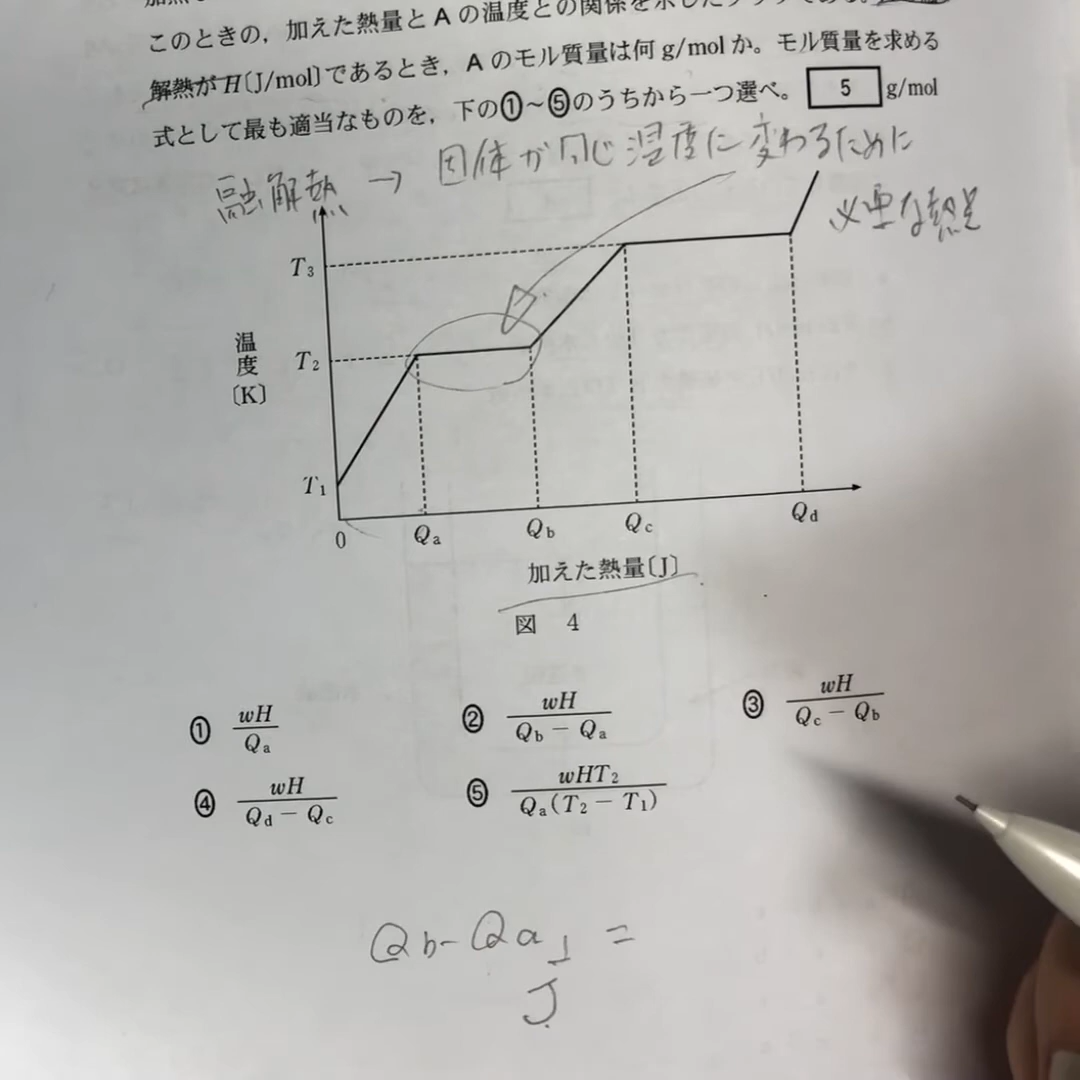 このときの,加えた熱量とAの温度との関係を示したグラフである。
解熱がH〔J/mol〕であるとき,Aのモル質量は何g/molか。モル質量を求める
式として最も適当なものを,下の①~⑤のうちから一つ選べ。 5 g/mol
融解熱 → 固体が同じ温度に変わるために
必要な熱量
T₃
温度〔K〕
T₂
T₁
0 Qa Qb Qc Qd
加えた熱量〔J〕
図 4
① wH/Qa ② wH/(Qb − Qa) ③ wH/(Qc − Qb)
④ wH/(Qd − Qc) ⑤ wHT₂/(Qa(T₂ − T₁))
Qb-Qa J =
J